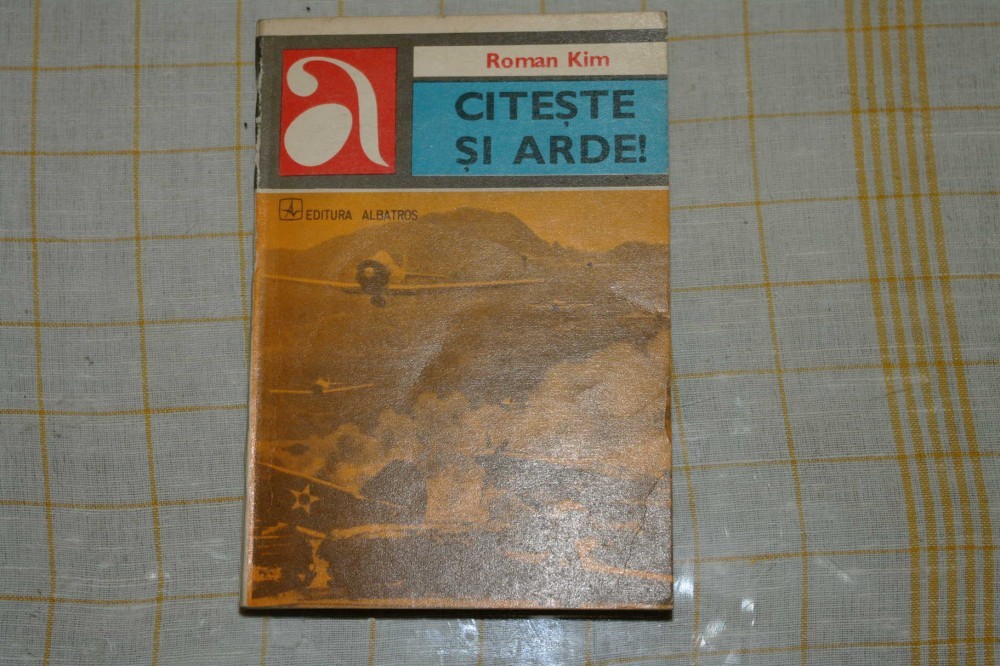 a
Roman Kim
CITEȘTE
ȘI ARDE!
EDITURA ALBATROS